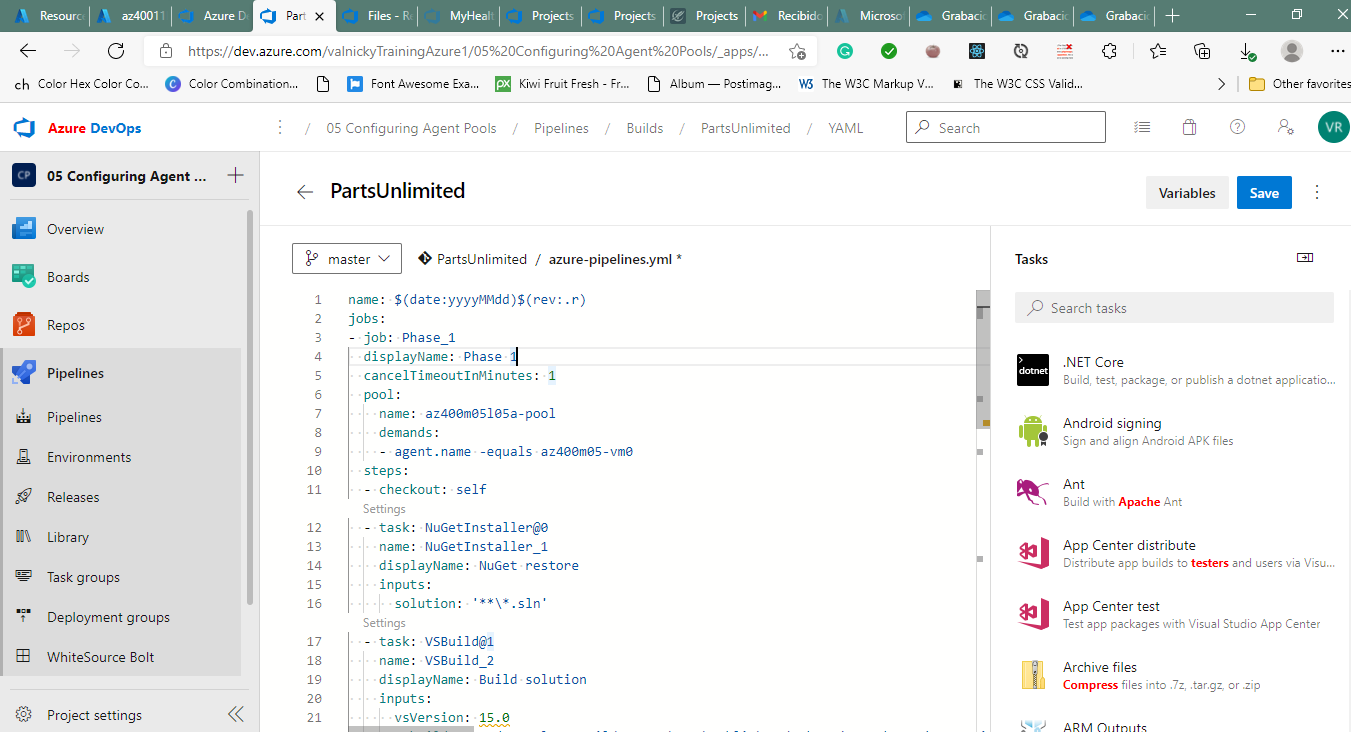 Resourc
az40011
Azure De
Part
Files - Re
MyHealt
Projects
Projects
Projects
Recibido
Microsof
Grabacio
Grabacio
Grabacio
https://dev.azure.com/valnickyTrainingAzure1/05%20Configuring%20Agent%20Pools/_apps/...
ch Color Hex Color Co...
C Color Combination...
Font Awesome Exa...
px Kiwi Fruit Fresh - Fr...
Album — Postimag...
W3 The W3C Markup V...
The W3C CSS Valid...
Other favorites
Azure DevOps
/ 05 Configuring Agent Pools / Pipelines / Builds / PartsUnlimited / YAML
Search
VR
CP 05 Configuring Agent ...
Overview
Boards
Repos
Pipelines
Pipelines
Environments
Releases
Library
Task groups
Deployment groups
WhiteSource Bolt
Project settings
PartsUnlimited
Variables
Save
master
PartsUnlimited / azure-pipelines.yml *
1 name: $(date:yyyyMMdd)$(rev:.r)
2 jobs:
3 - job: Phase_1
4 displayName: Phase 1
5 cancelTimeoutInMinutes: 1
6 pool:
7 name: az400m05l05a-pool
8 demands:
9 - agent.name -equals az400m05-vm0
10 steps:
11 - checkout: self
Settings
12 - task: NuGetInstaller@0
13 name: NuGetInstaller_1
14 displayName: NuGet restore
15 inputs:
16 solution: '**\*.sln'
Settings
17 - task: VSBuild@1
18 name: VSBuild_2
19 displayName: Build solution
20 inputs:
21 vsVersion: 15.0
Tasks
Search tasks
dotnet
.NET Core
Build, test, package, or publish a dotnet applicatio...
Android signing
Sign and align Android APK files
Ant
Build with Apache Ant
App Center distribute
Distribute app builds to testers and users via Visu...
App Center test
Test app packages with Visual Studio App Center
Archive files
Compress files into .7z, .tar.gz, or .zip
ARM Outputs